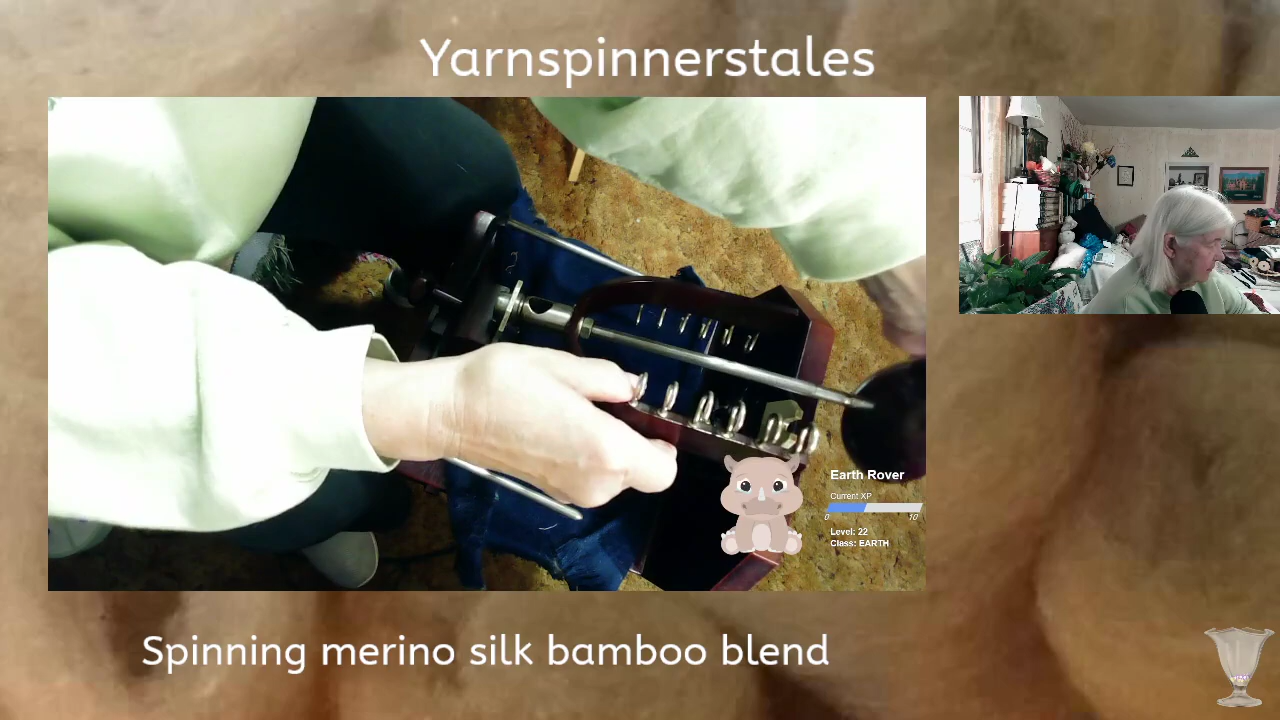 Yarnspinnerstales
Earth Rover
Current XP
0 10
Level: 22
Class: EARTH
Spinning merino silk bamboo blend